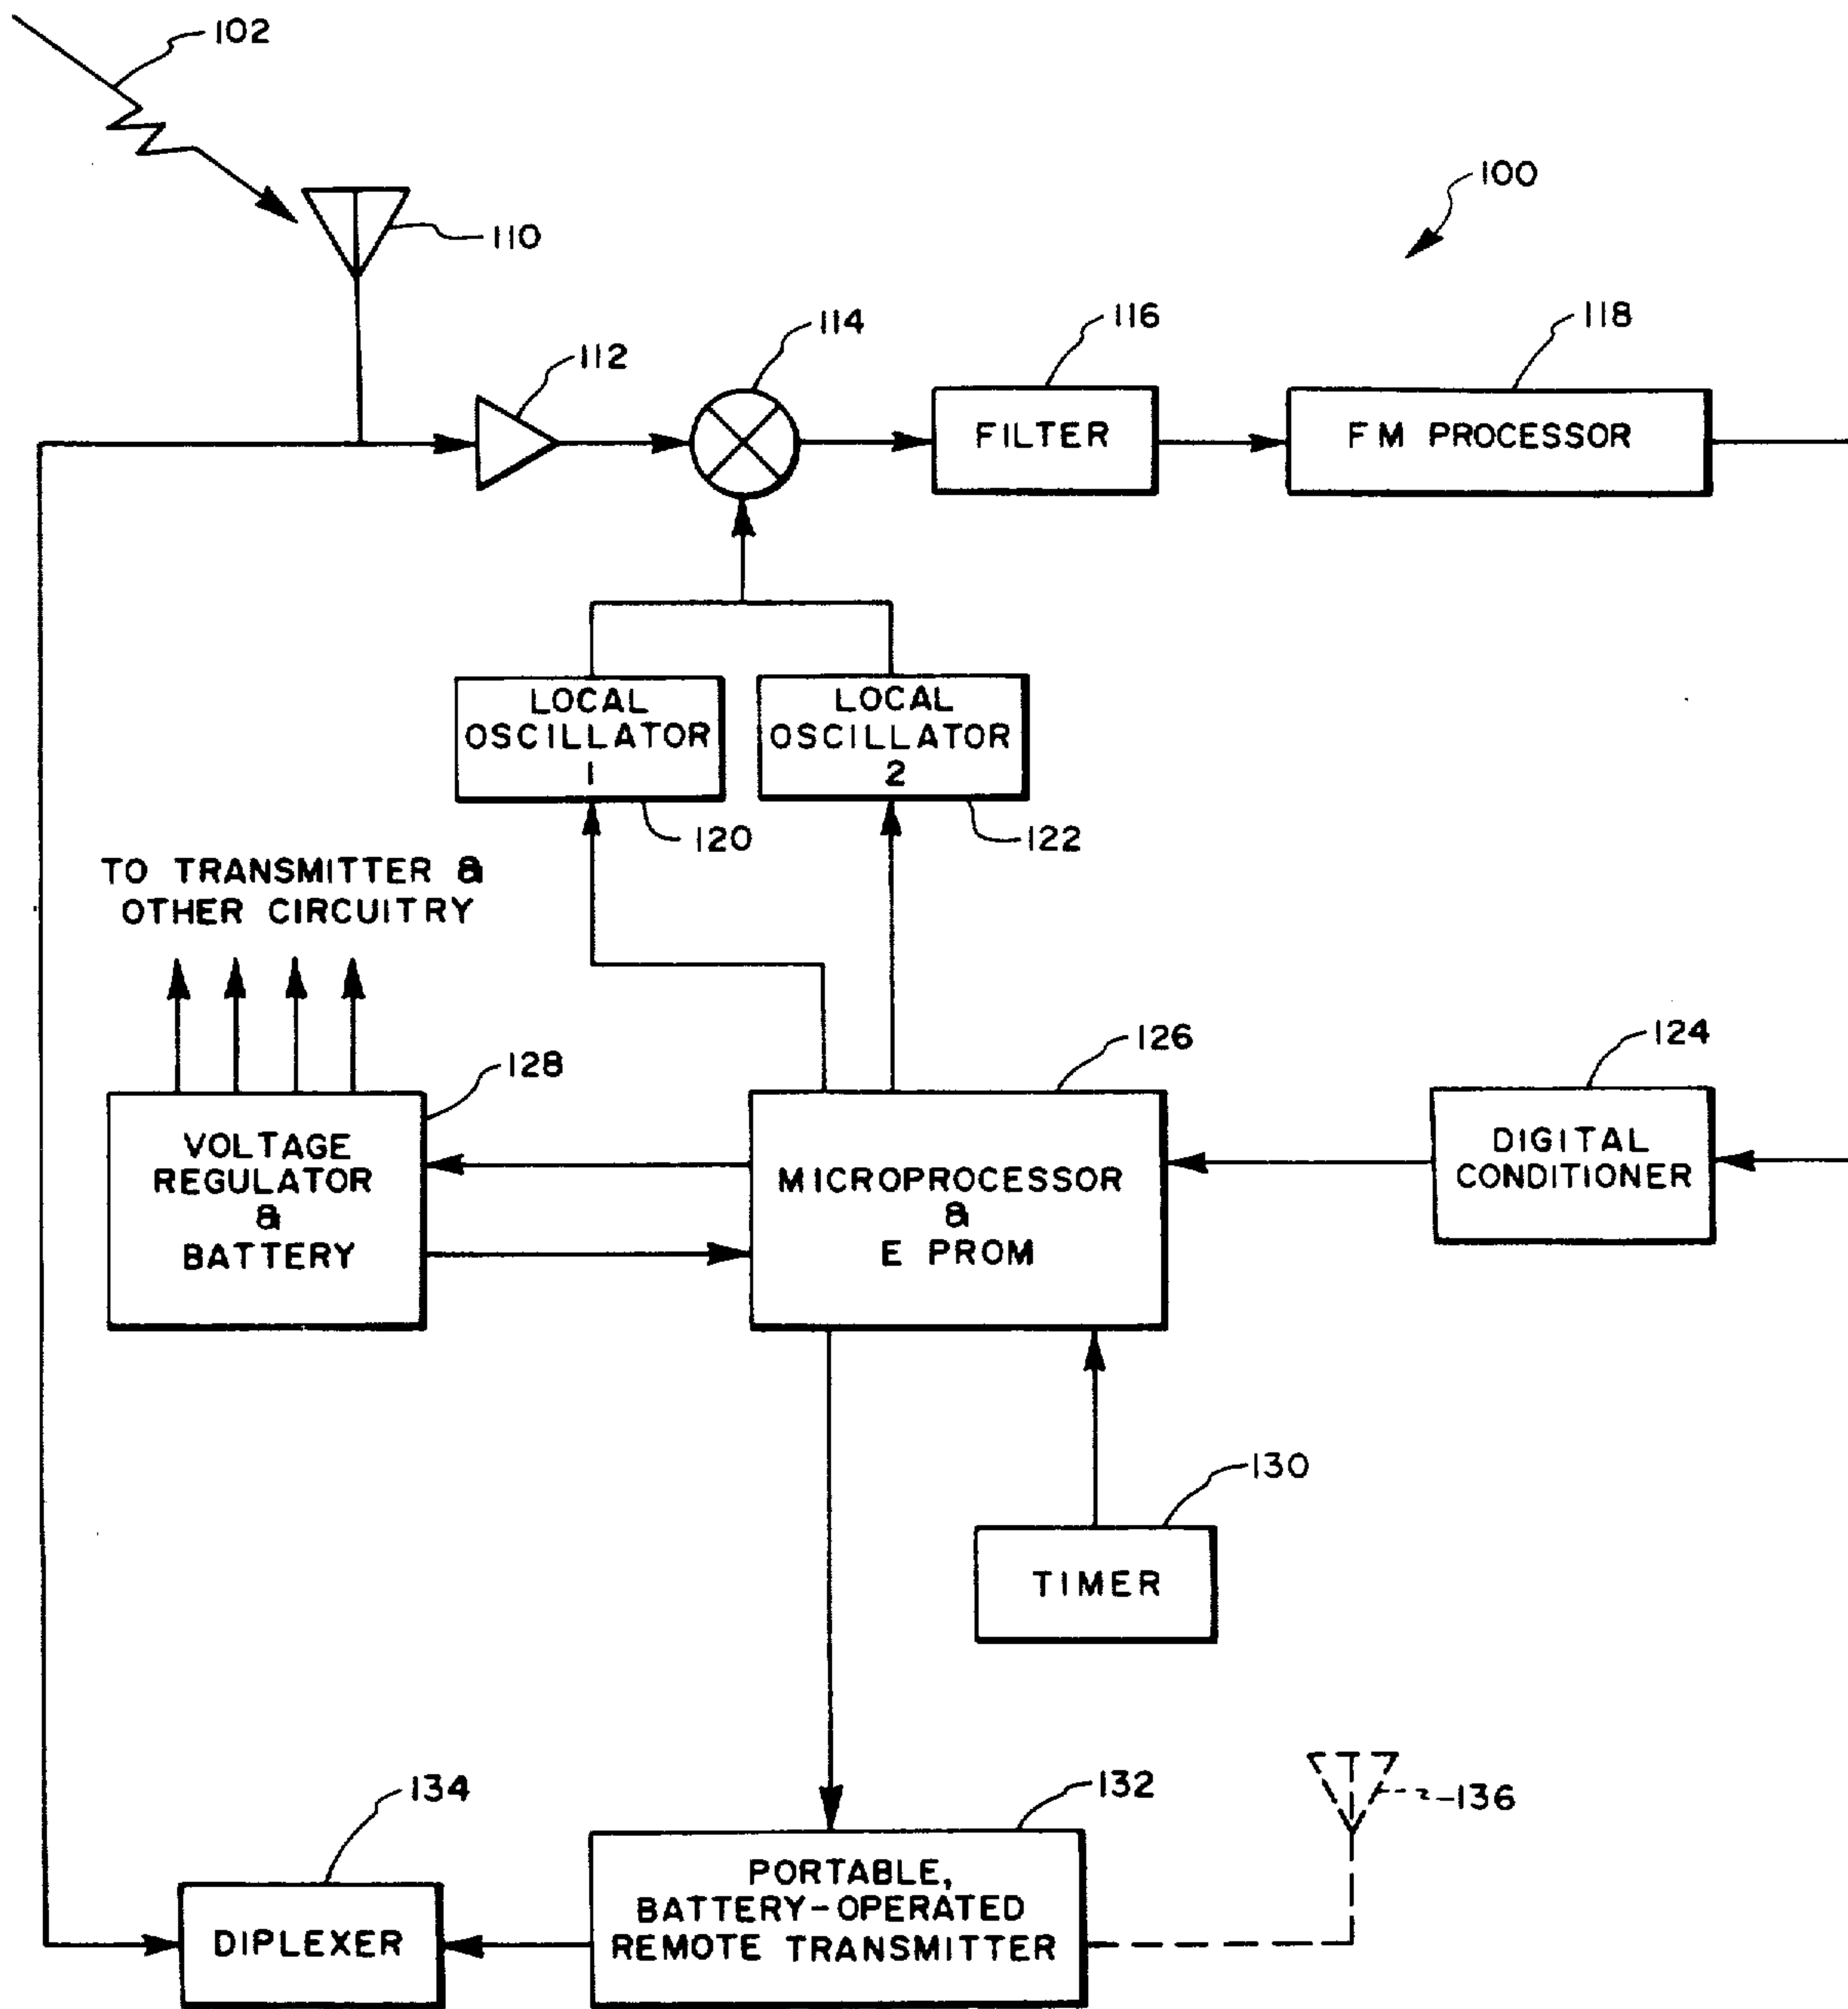 102
100
110
112
114
116
118
FILTER
FM PROCESSOR
LOCAL
OSCILLATOR
1
LOCAL
OSCILLATOR
2
120
122
TO TRANSMITTER &
OTHER CIRCUITRY
128
126
124
VOLTAGE
REGULATOR
&
BATTERY
MICROPROCESSOR
&
E PROM
DIGITAL
CONDITIONER
130
TIMER
134
132
136
DIPLEXER
PORTABLE,
BATTERY-OPERATED
REMOTE TRANSMITTER